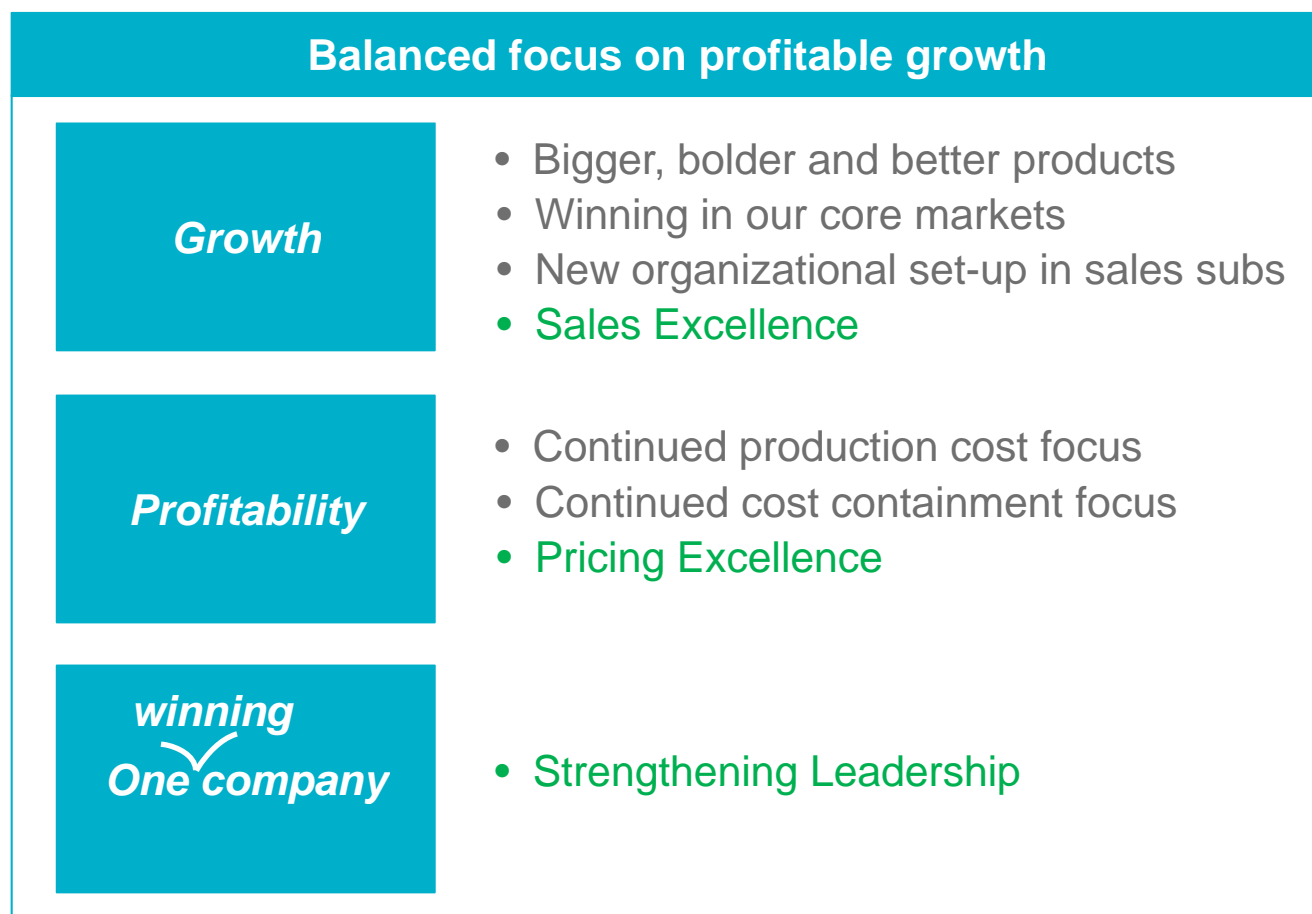 Balanced focus on profitable growth
Growth
• Bigger, bolder and better products
• Winning in our core markets
• New organizational set-up in sales subs
• Sales Excellence
Profitability
• Continued production cost focus
• Continued cost containment focus
• Pricing Excellence
winning
One company
• Strengthening Leadership